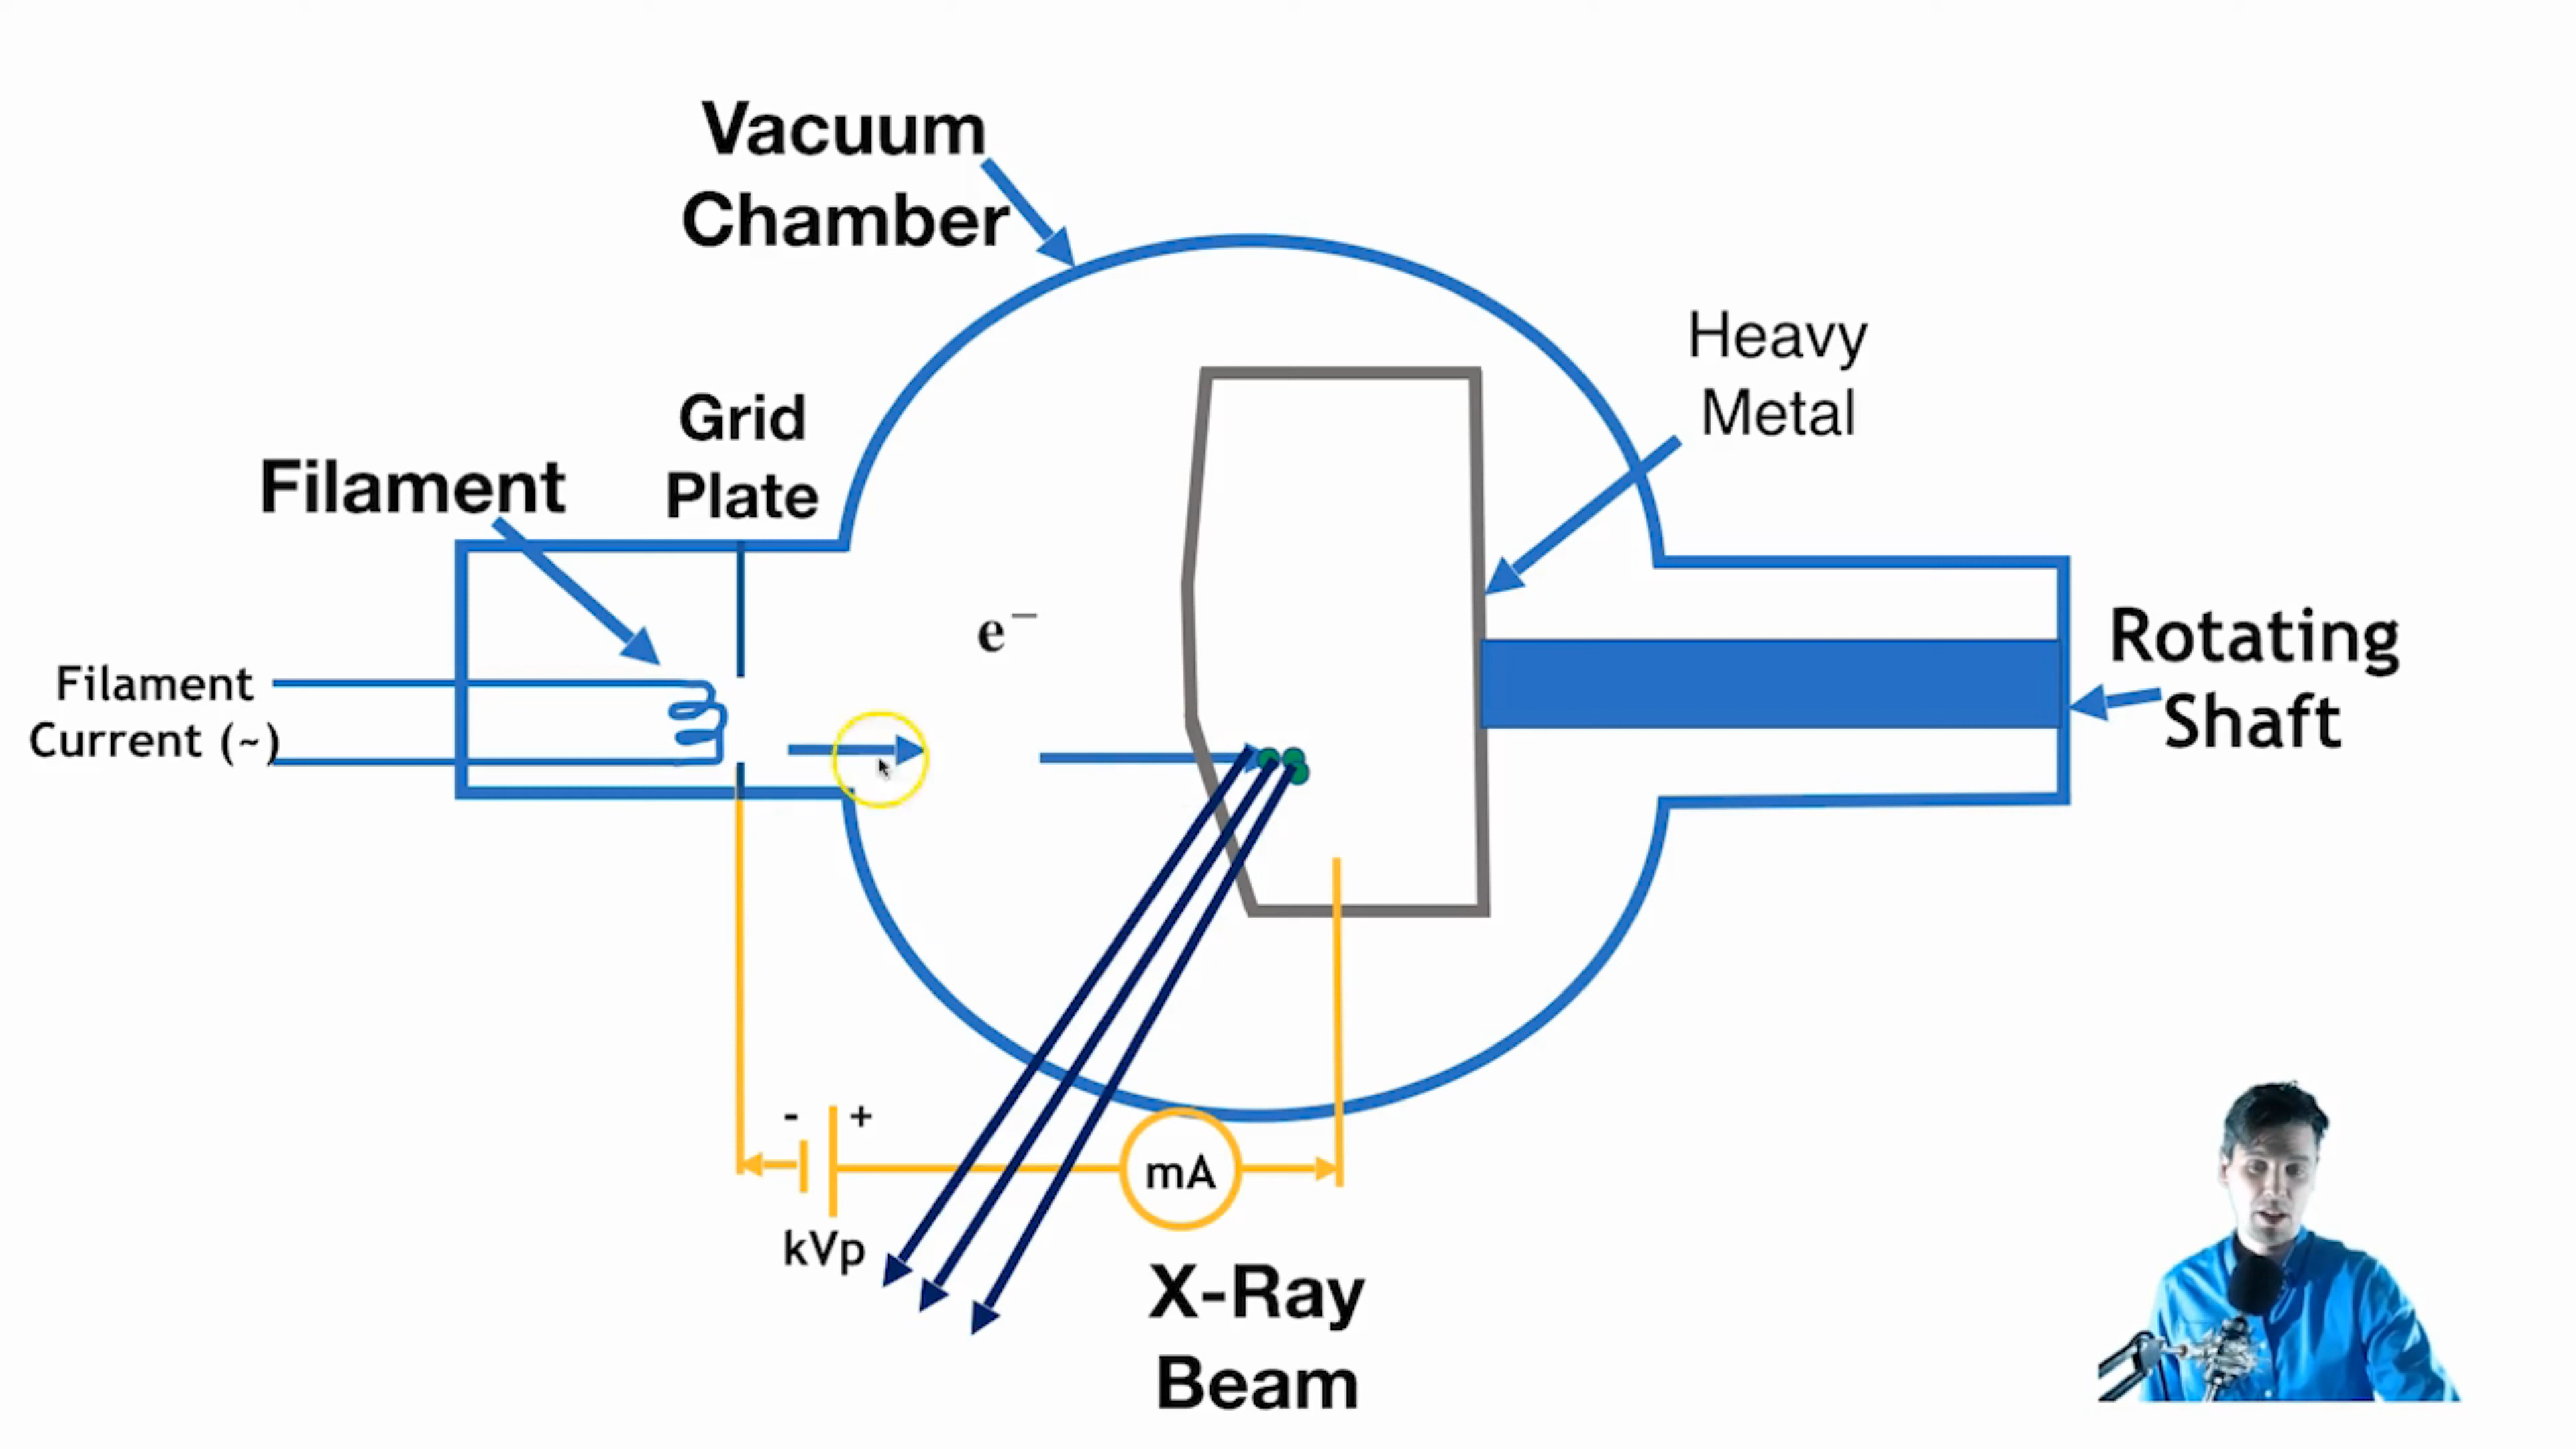 Vacuum
Chamber
Heavy
Metal
Grid
Plate
Filament
e⁻
Filament
Current (~)
Rotating
Shaft
- +
mA
kVp
X-Ray
Beam